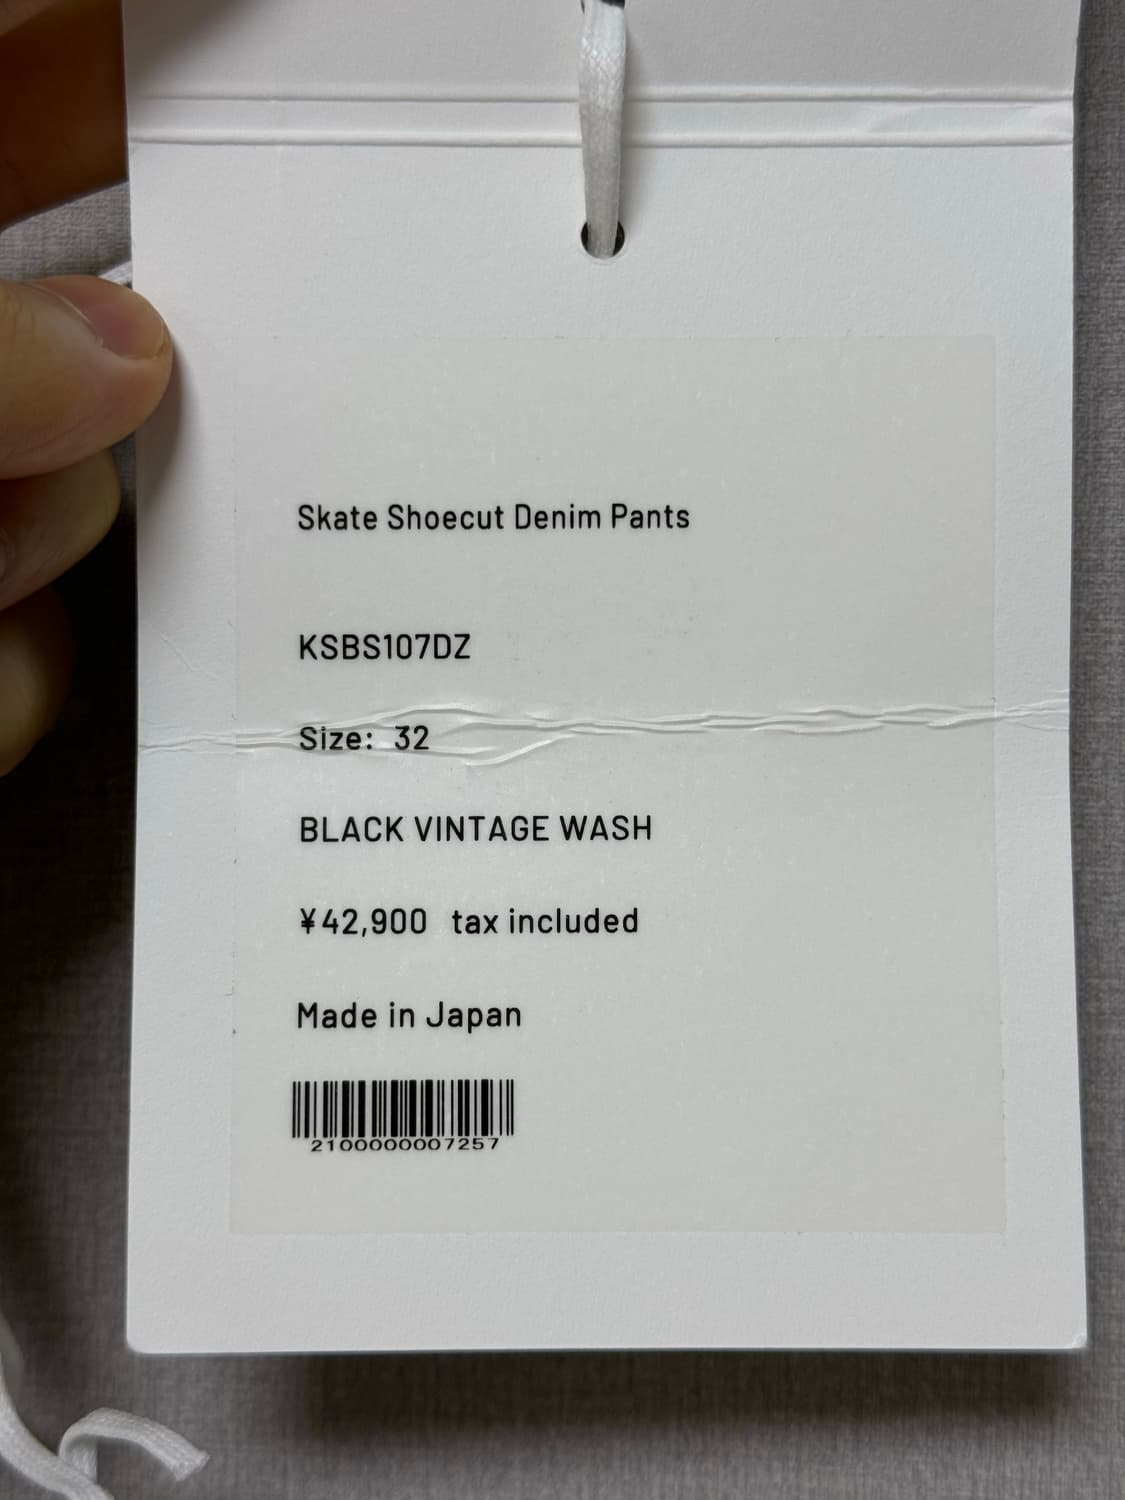 Skate Shoecut Denim Pants
KSBS107DZ
Size: 32
BLACK VINTAGE WASH
¥42,900 tax included
Made in Japan
2100000007257